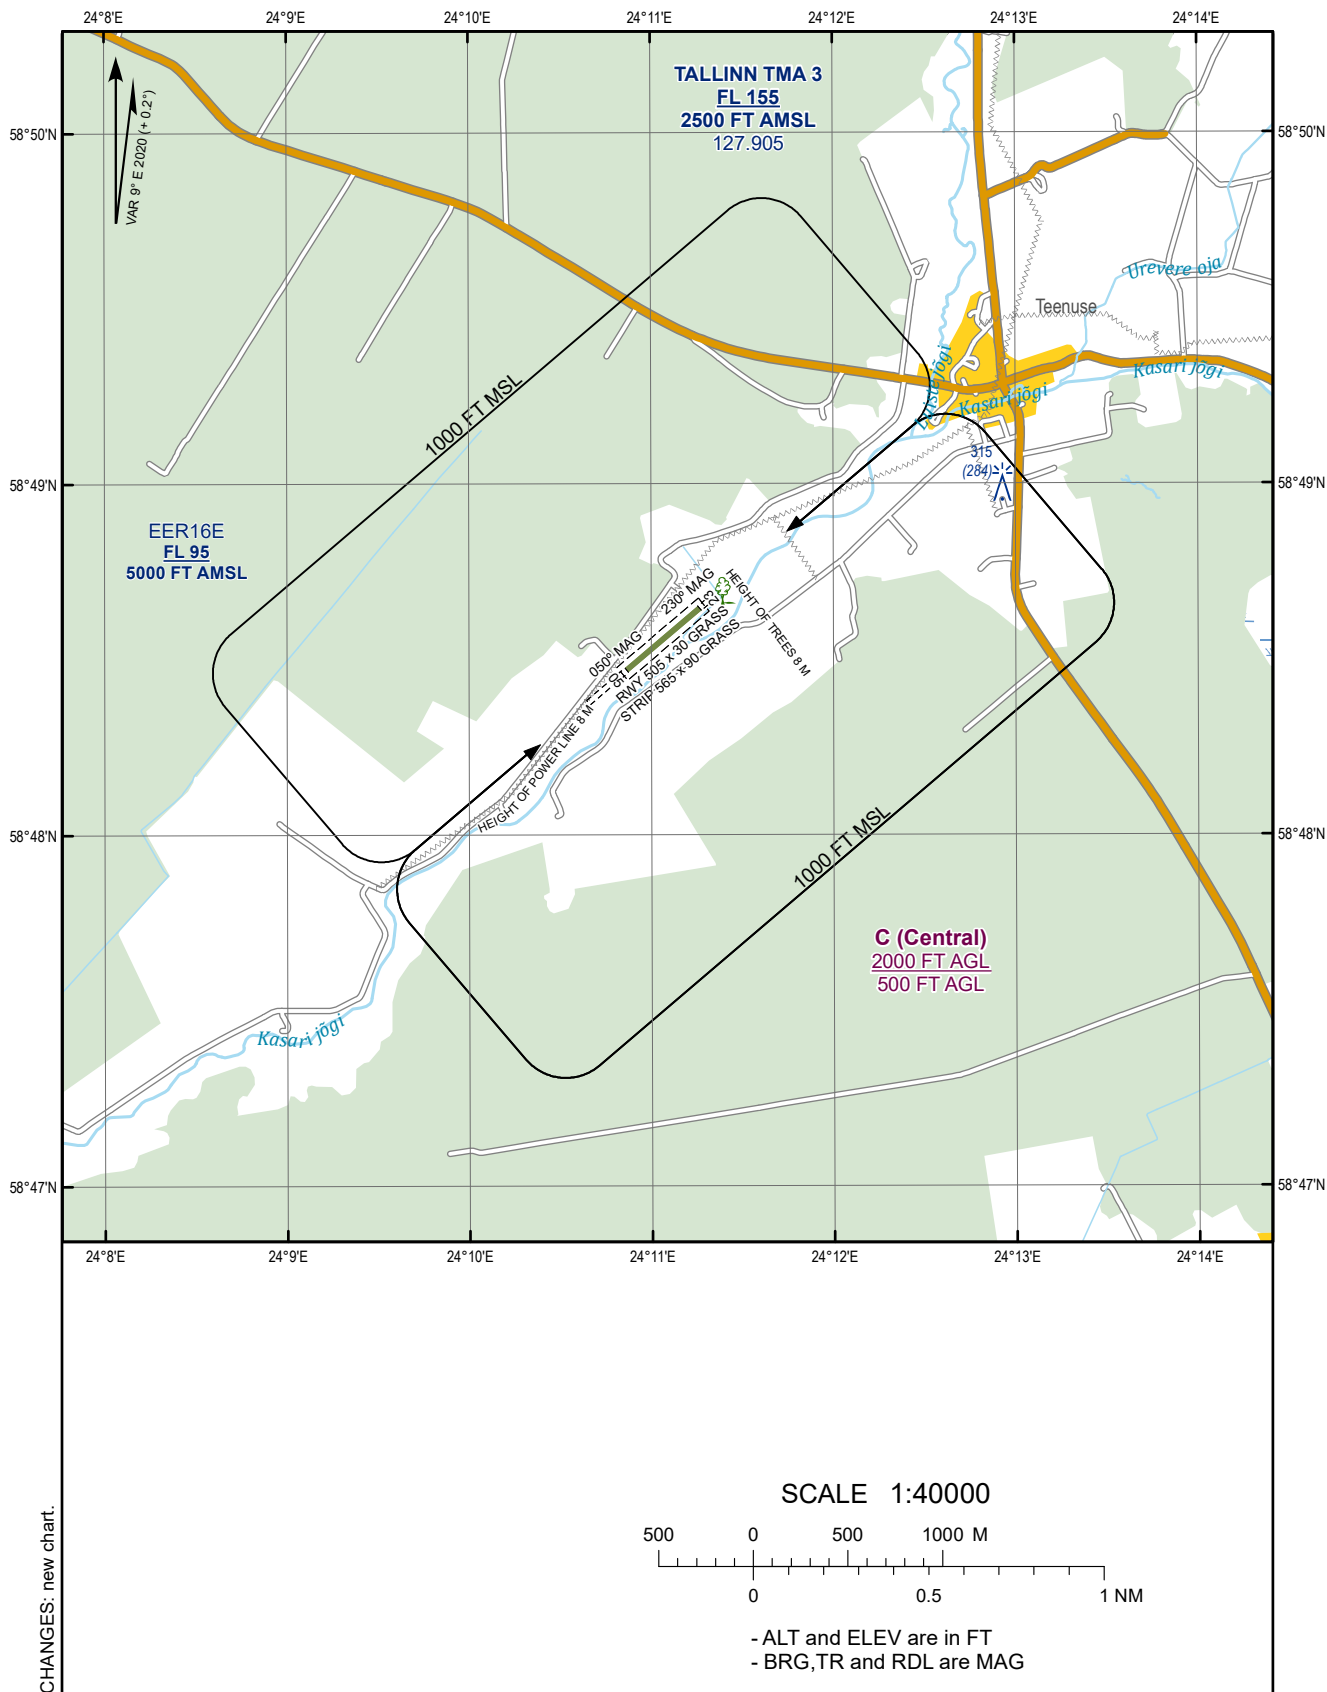 24°8'E
24°9'E
24°10'E
24°11'E
24°12'E
24°13'E
24°14'E
TALLINN TMA 3
FL 155
2500 FT AMSL
127.905
58°50'N
58°50'N
VAR 9° E 2020 (+ 0.2°)
Urevere oja
Teenuse
Luiste jõgi
Kasari jõgi
Kasari jõgi
1000 FT MSL
315
(284)
58°49'N
58°49'N
EER16E
FL 95
5000 FT AMSL
230° MAG
23
HEIGHT OF TREES 8 M
050° MAG
05
RWY 505 x 30 GRASS
STRIP 565 x 90 GRASS
HEIGHT OF POWER LINE 8 M
58°48'N
58°48'N
1000 FT MSL
C (Central)
2000 FT AGL
500 FT AGL
Kasari jõgi
58°47'N
58°47'N
24°8'E
24°9'E
24°10'E
24°11'E
24°12'E
24°13'E
24°14'E
SCALE 1:40000
500 0 500 1000 M
0 0.5 1 NM
- ALT and ELEV are in FT
- BRG,TR and RDL are MAG
CHANGES: new chart.